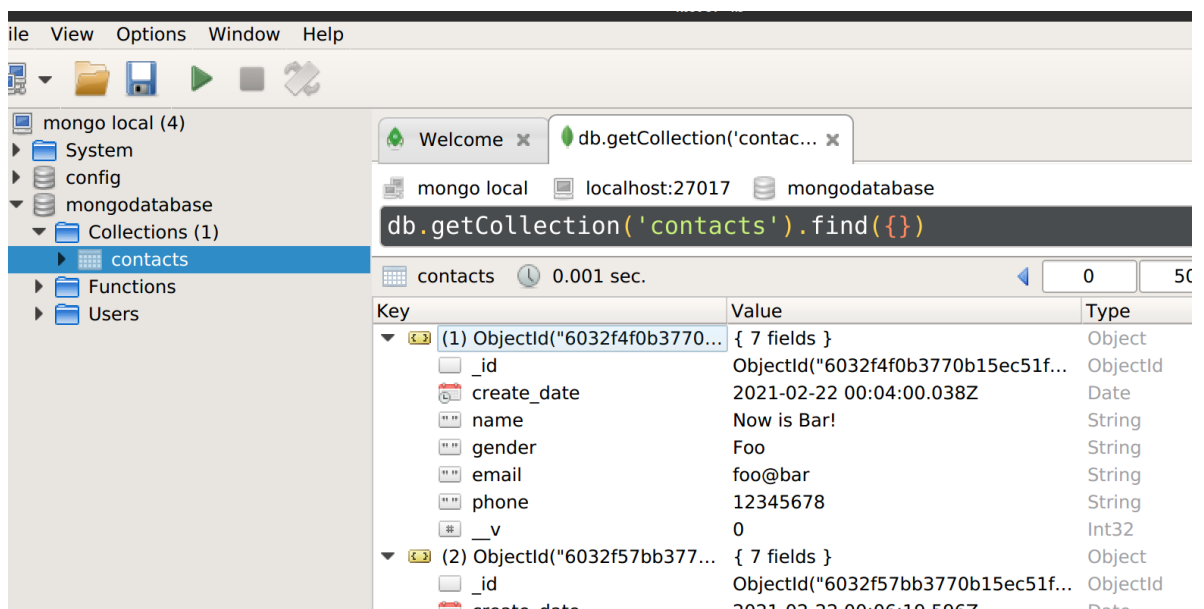 ile View Options Window Help
mongo local (4)
System
config
mongodatabase
Collections (1)
contacts
Functions
Users
Welcome
db.getCollection('contac...
mongo local localhost:27017 mongodatabase
db.getCollection('contacts').find({})
contacts 0.001 sec. 0 50
Key Value Type
(1) ObjectId("6032f4f0b3770... { 7 fields } Object
_id ObjectId("6032f4f0b3770b15ec51f... ObjectId
create_date 2021-02-22 00:04:00.038Z Date
name Now is Bar! String
gender Foo String
email foo@bar String
phone 12345678 String
__v 0 Int32
(2) ObjectId("6032f57bb377... { 7 fields } Object
_id ObjectId("6032f57bb3770b15ec51f... ObjectId